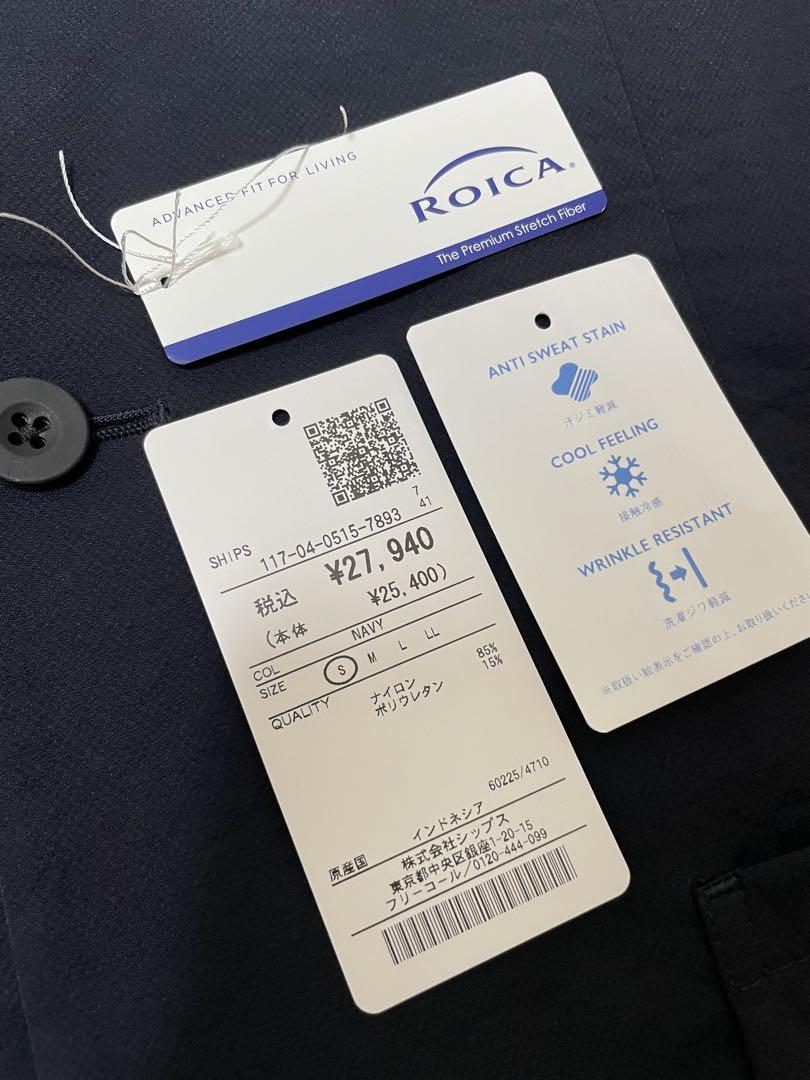 ADVANCED FIT FOR LIVING
ROICA®
The Premium Stretch Fiber
ANTI SWEAT STAIN
汗ジミ軽減
COOL FEELING
接触冷感
WRINKLE RESISTANT
洗濯ジワ軽減
※取扱い絵表示をご確認の上、お取り扱いください
7
41
SHIPS 117-04-0515-7893
税込 ¥27,940
(本体 ¥25,400)
COL NAVY
SIZE S M L LL
QUALITY ナイロン 85%
ポリウレタン 15%
60225/4710
原産国 インドネシア
株式会社シップス
東京都中央区銀座1-20-15
フリーコール/0120-444-099